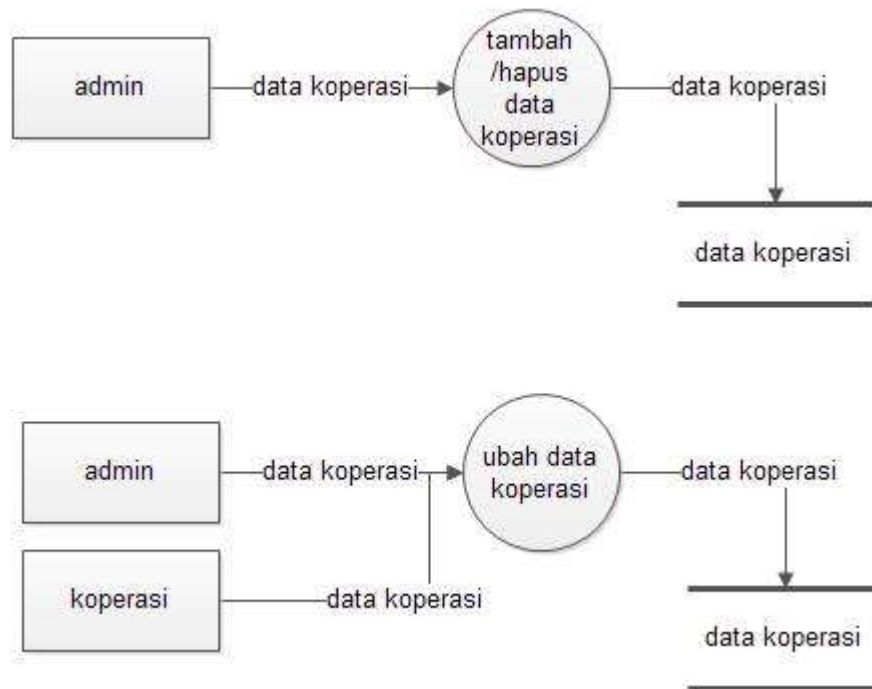 admin
data koperasi
tambah
/hapus
data
koperasi
data koperasi
data koperasi
admin
data koperasi
ubah data
koperasi
data koperasi
koperasi
data koperasi
data koperasi